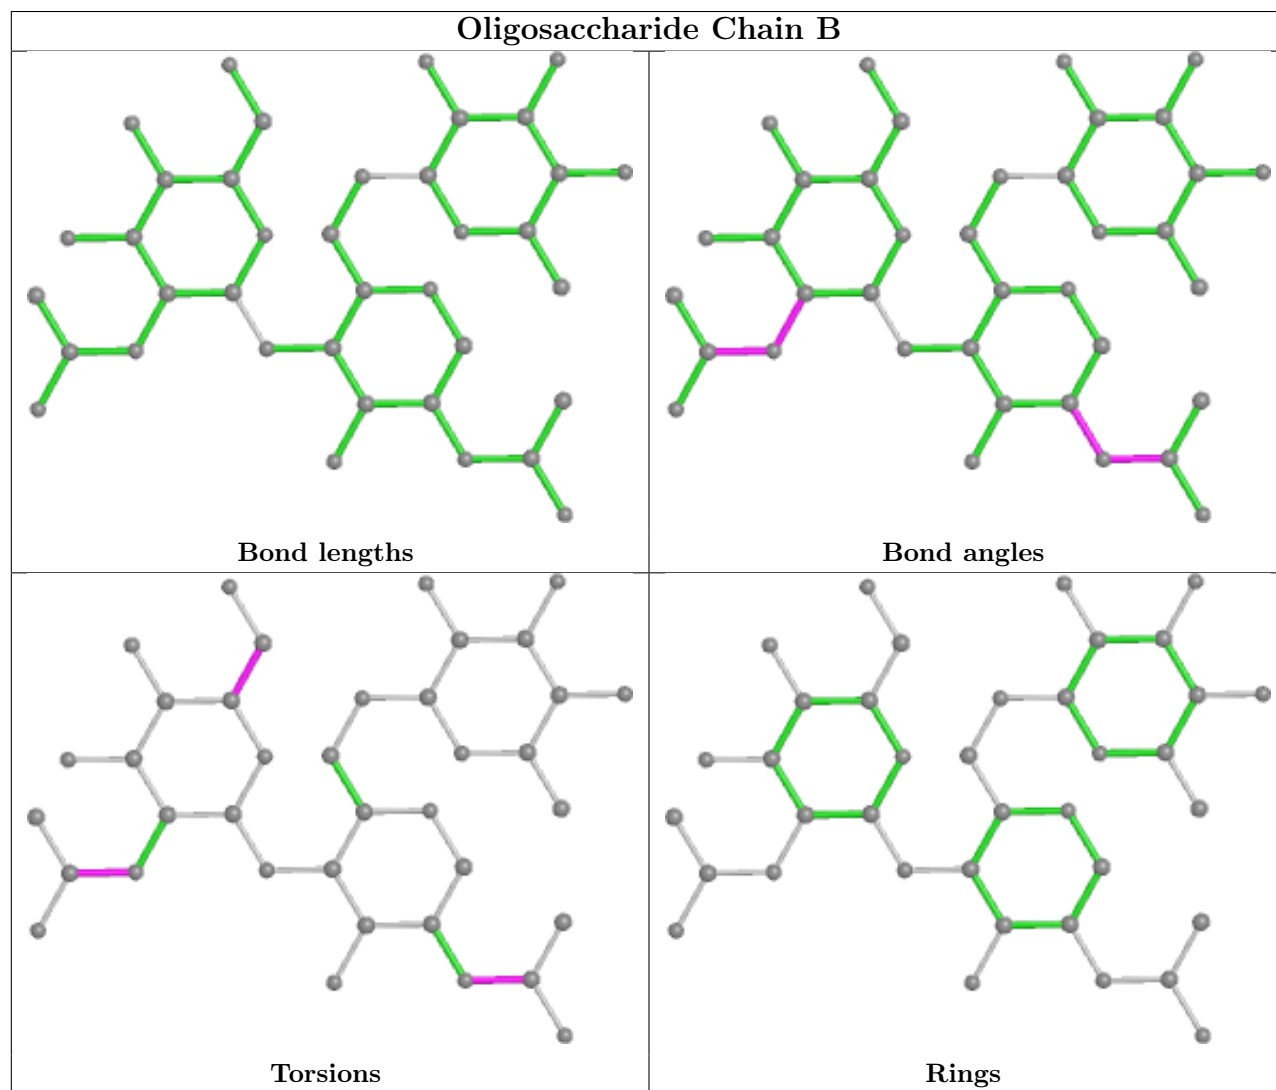 Oligosaccharide Chain B
Bond lengths
Bond angles
Torsions
Rings